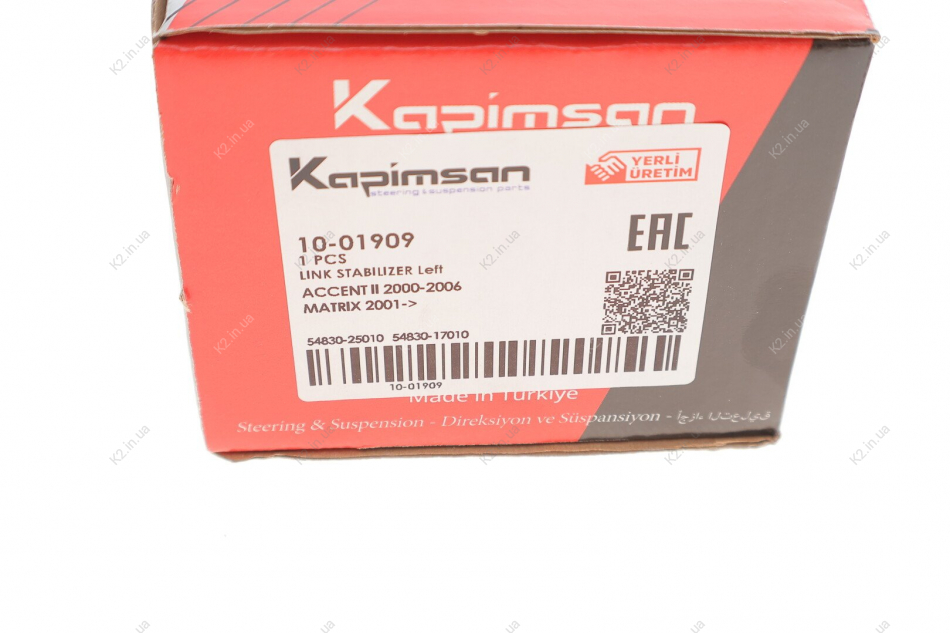 Kapimsan
Kapimsan
steering & suspension parts
YERLİ
ÜRETİM
EAC
10-01909
1 PCS
LINK STABILIZER Left
ACCENT II 2000-2006
MATRIX 2001->
54830-25010 54830-17010
10-01909
Made in Türkiye
Steering & Suspension - Direksiyon ve Süspansiyon - أجزاء التعليق
K2.in.ua